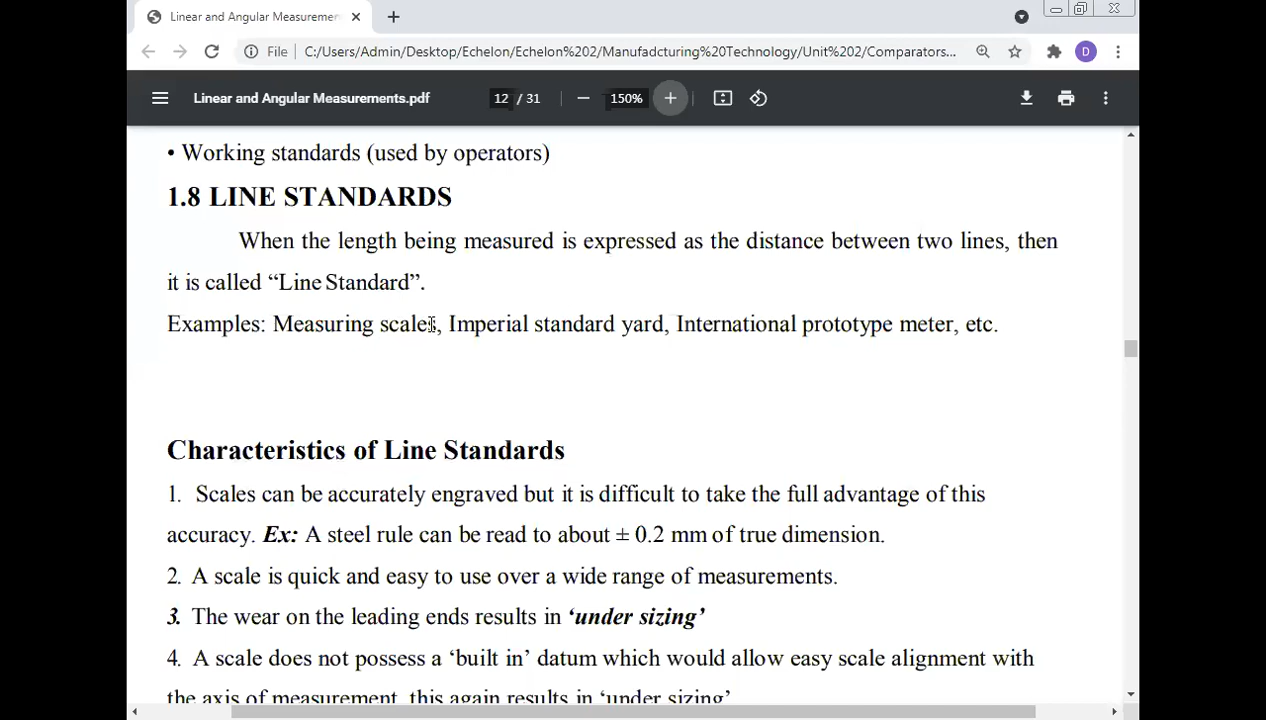 Linear and Angular Measuremen
File C:/Users/Admin/Desktop/Echelon/Echelon%202/Manufadcturing%20Technology/Unit%202/Comparators... D
Linear and Angular Measurements.pdf 12 / 31 150%
• Working standards (used by operators)
1.8 LINE STANDARDS
When the length being measured is expressed as the distance between two lines, then
it is called “Line Standard”.
Examples: Measuring scales, Imperial standard yard, International prototype meter, etc.
Characteristics of Line Standards
1. Scales can be accurately engraved but it is difficult to take the full advantage of this
accuracy. Ex: A steel rule can be read to about ± 0.2 mm of true dimension.
2. A scale is quick and easy to use over a wide range of measurements.
3. The wear on the leading ends results in ‘under sizing’
4. A scale does not possess a ‘built in’ datum which would allow easy scale alignment with
the axis of measurement, this again results in ‘under sizing’